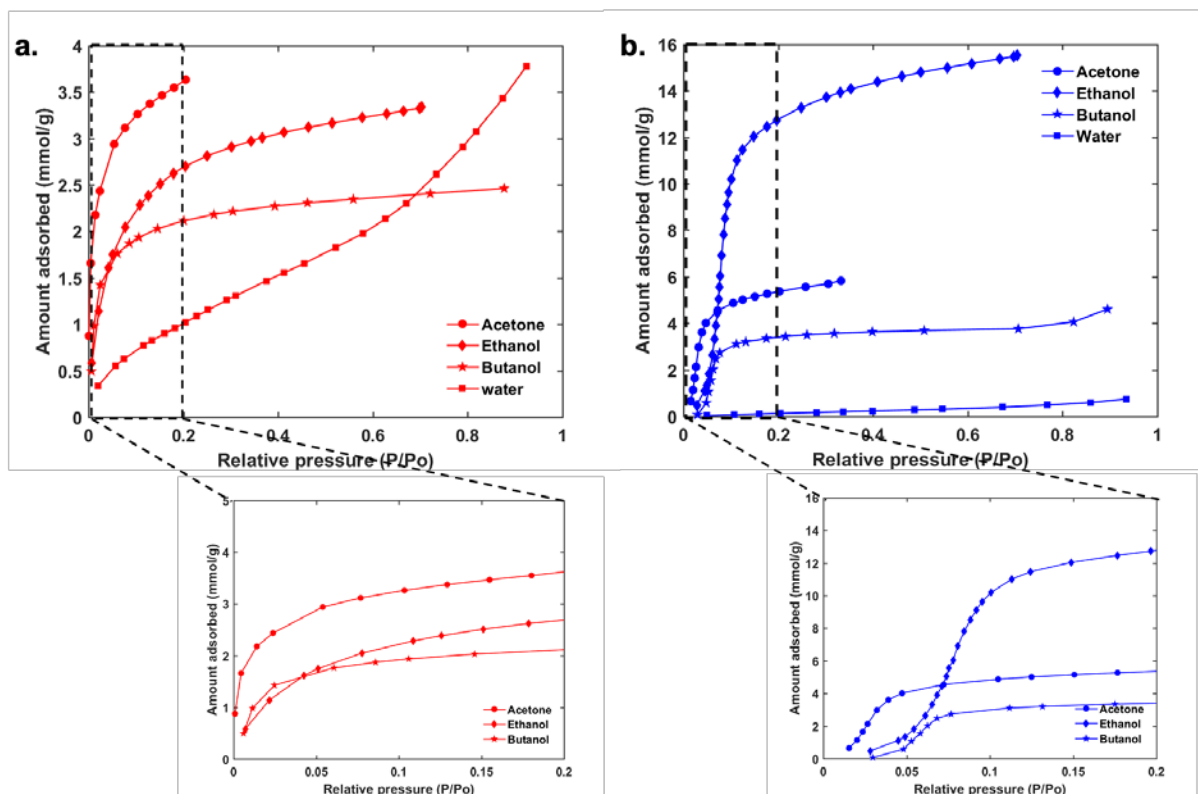 a.
4
3.5
3
2.5
2
1.5
1
0.5
0
Amount adsorbed (mmol/g)
Acetone
Ethanol
Butanol
water
0 0.2 0.4 0.6 0.8 1
Relative pressure (P/Po)
b.
16
14
12
10
8
6
4
2
0
Amount adsorbed (mmol/g)
Acetone
Ethanol
Butanol
Water
0 0.2 0.4 0.6 0.8 1
Relative pressure (P/Po)
5
4
3
2
1
0
Amount adsorbed (mmol/g)
Acetone
Ethanol
Butanol
0 0.05 0.1 0.15 0.2
Relative pressure (P/Po)
16
14
12
10
8
6
4
2
0
Amount adsorbed (mmol/g)
Acetone
Ethanol
Butanol
0 0.05 0.1 0.15 0.2
Relative pressure (P/Po)